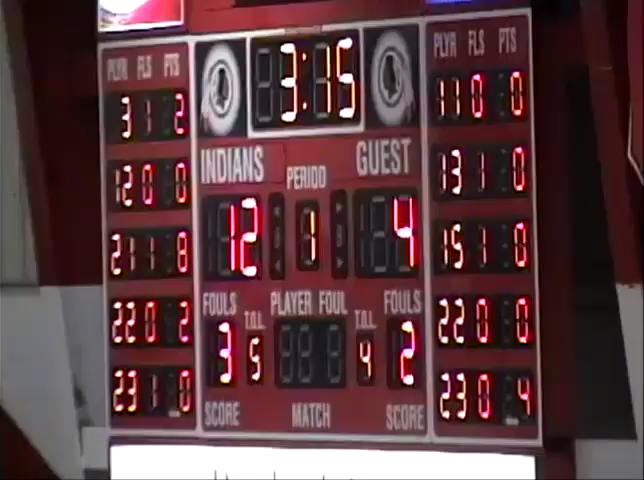 PLYR FLS PTS
3 1 2
12 0 0
21 1 8
22 0 2
23 1 0
3:15
INDIANS GUEST
PERIOD
12 1 4
FOULS PLAYER FOUL FOULS
T.O.L. T.O.L.
3 5 4 2
SCORE MATCH SCORE
PLYR FLS PTS
11 0 0
13 1 0
15 1 0
22 0 0
23 0 4